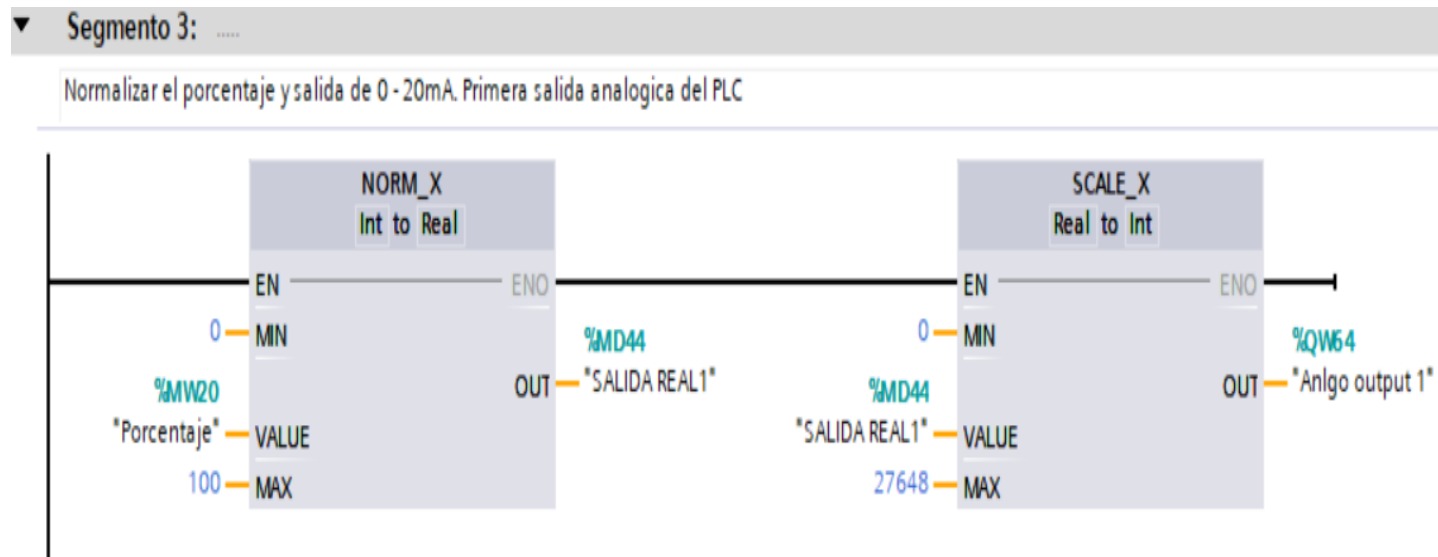 Segmento 3: .....
Normalizar el porcentaje y salida de 0 - 20mA. Primera salida analogica del PLC
NORM_X
Int to Real
EN ENO
0 MIN
%MW20
"Porcentaje" VALUE
100 MAX
%MD44
OUT "SALIDA REAL1"
SCALE_X
Real to Int
EN ENO
0 MIN
%MD44
"SALIDA REAL1" VALUE
27648 MAX
%QW64
OUT "Anlgo output 1"